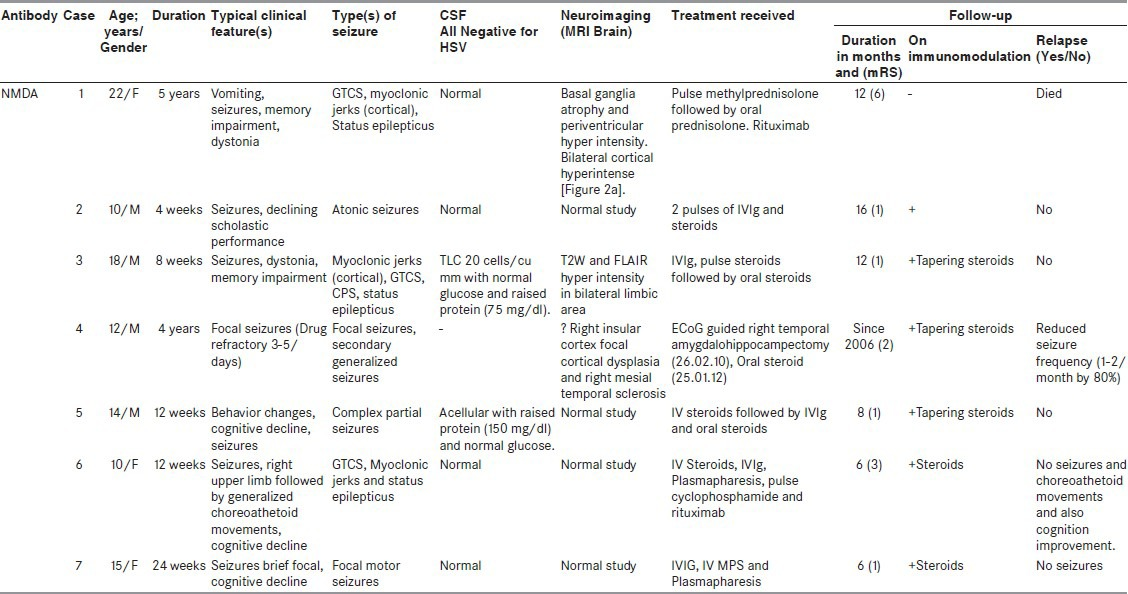 Antibody Case Age; years/ Gender Duration Typical clinical feature(s) Type(s) of seizure CSF All Negative for HSV Neuroimaging (MRI Brain) Treatment received Follow-up
Duration in months and (mRS) On immunomodulation Relapse (Yes/No)
NMDA 1 22/F 5 years Vomiting, seizures, memory impairment, dystonia GTCS, myoclonic jerks (cortical), Status epilepticus Normal Basal ganglia atrophy and periventricular hyper intensity. Bilateral cortical hyperintense [Figure 2a]. Pulse methylprednisolone followed by oral prednisolone. Rituximab 12 (6) - Died
2 10/M 4 weeks Seizures, declining scholastic performance Atonic seizures Normal Normal study 2 pulses of IVIg and steroids 16 (1) + No
3 18/M 8 weeks Seizures, dystonia, memory impairment Myoclonic jerks (cortical), GTCS, CPS, status epilepticus TLC 20 cells/cu mm with normal glucose and raised protein (75 mg/dl). T2W and FLAIR hyper intensity in bilateral limbic area IVIg, pulse steroids followed by oral steroids 12 (1) +Tapering steroids No
4 12/M 4 years Focal seizures (Drug refractory 3-5/ days) Focal seizures, secondary generalized seizures - ? Right insular cortex focal cortical dysplasia and right mesial temporal sclerosis ECoG guided right temporal amygdalohippocampectomy (26.02.10), Oral steroid (25.01.12) Since 2006 (2) +Tapering steroids Reduced seizure frequency (1-2/ month by 80%)
5 14/M 12 weeks Behavior changes, cognitive decline, seizures Complex partial seizures Acellular with raised protein (150 mg/dl) and normal glucose. Normal study IV steroids followed by IVIg and oral steroids 8 (1) +Tapering steroids No
6 10/F 12 weeks Seizures, right upper limb followed by generalized choreoathetoid movements, cognitive decline GTCS, Myoclonic jerks and status epilepticus Normal Normal study IV Steroids, IVIg, Plasmapharesis, pulse cyclophosphamide and rituximab 6 (3) +Steroids No seizures and choreoathetoid movements and also cognition improvement.
7 15/F 24 weeks Seizures brief focal, cognitive decline Focal motor seizures Normal Normal study IVIG, IV MPS and Plasmapharesis 6 (1) +Steroids No seizures